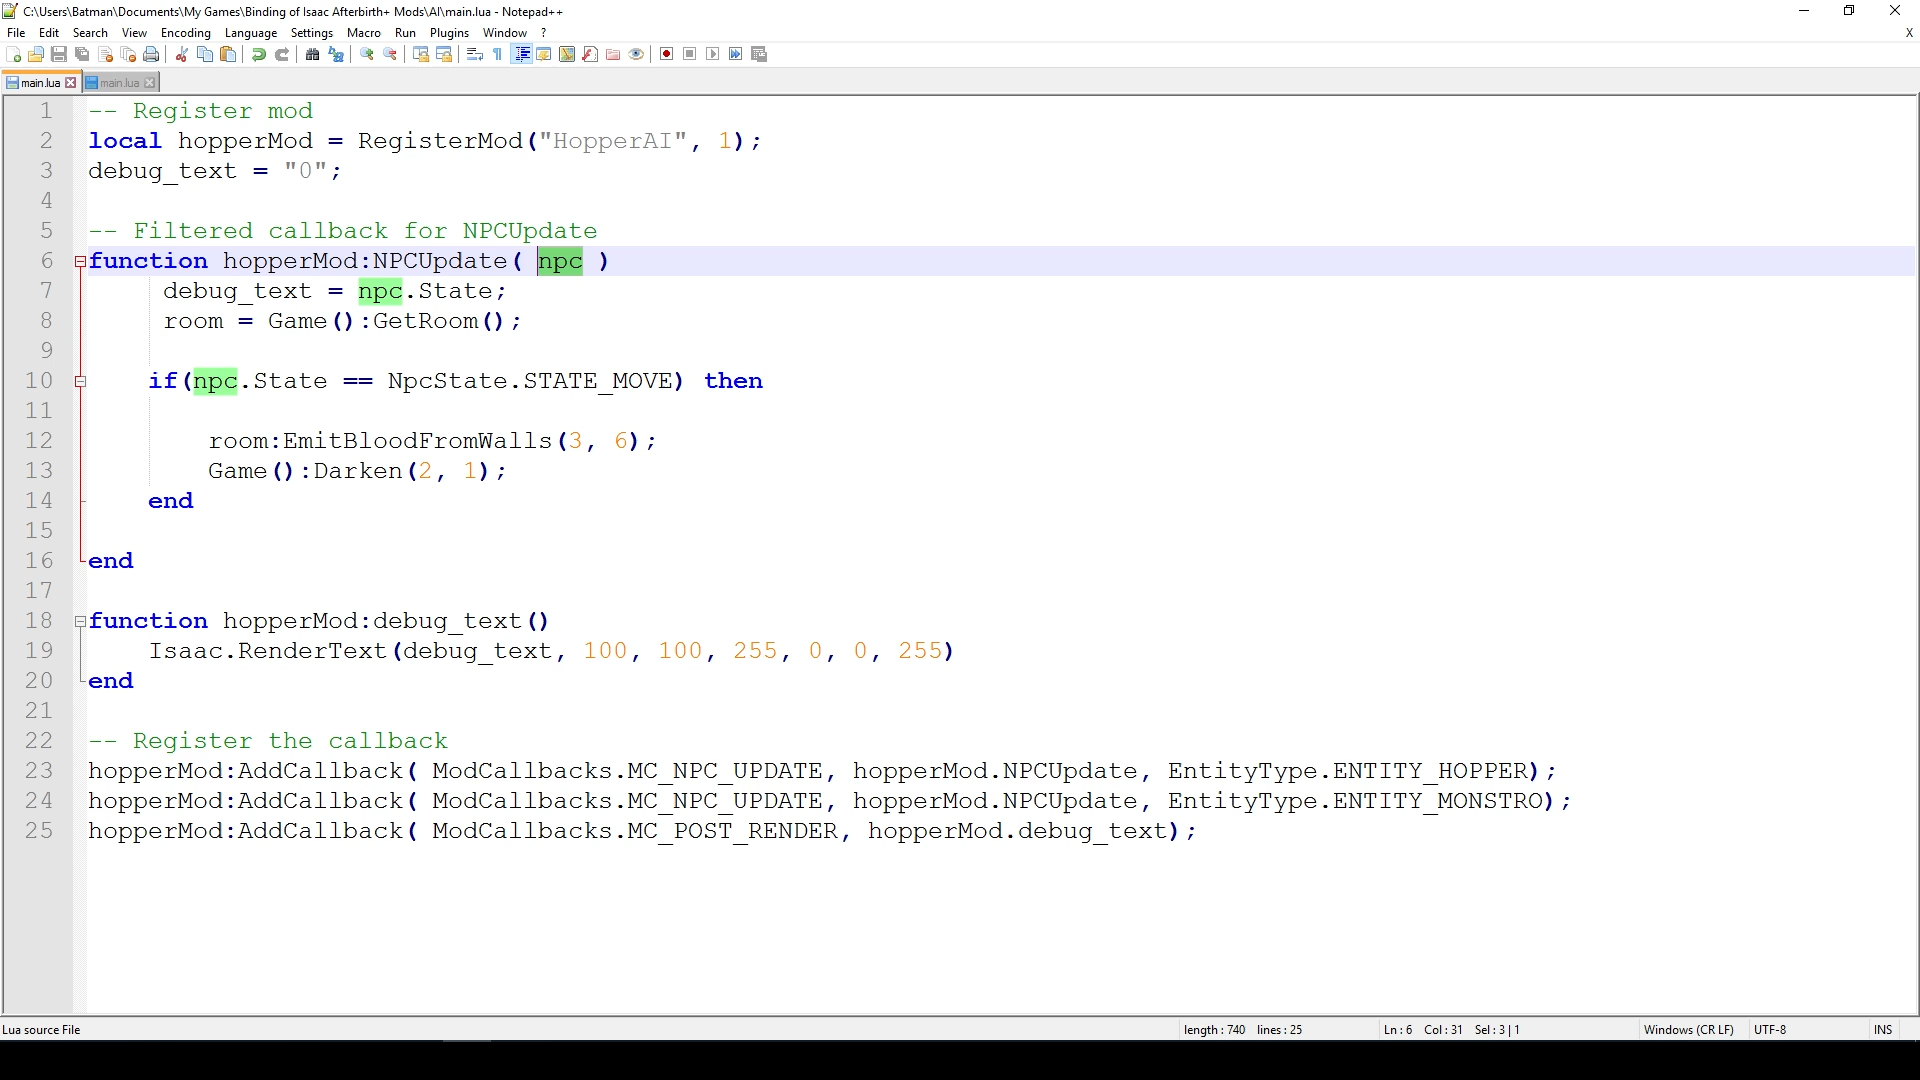 C:\Users\Batman\Documents\My Games\Binding of Isaac Afterbirth+ Mods\AI\main.lua - Notepad++
File Edit Search View Encoding Language Settings Macro Run Plugins Window ? X
main.lua main.lua
1 -- Register mod
2 local hopperMod = RegisterMod("HopperAI", 1);
3 debug_text = "0";
4
5 -- Filtered callback for NPCUpdate
6 function hopperMod:NPCUpdate( npc )
7 debug_text = npc.State;
8 room = Game():GetRoom();
9
10 if(npc.State == NpcState.STATE_MOVE) then
11
12 room:EmitBloodFromWalls(3, 6);
13 Game():Darken(2, 1);
14 end
15
16 end
17
18 function hopperMod:debug_text()
19 Isaac.RenderText(debug_text, 100, 100, 255, 0, 0, 255)
20 end
21
22 -- Register the callback
23 hopperMod:AddCallback( ModCallbacks.MC_NPC_UPDATE, hopperMod.NPCUpdate, EntityType.ENTITY_HOPPER);
24 hopperMod:AddCallback( ModCallbacks.MC_NPC_UPDATE, hopperMod.NPCUpdate, EntityType.ENTITY_MONSTRO);
25 hopperMod:AddCallback( ModCallbacks.MC_POST_RENDER, hopperMod.debug_text);
Lua source File length : 740 lines : 25 Ln : 6 Col : 31 Sel : 3 | 1 Windows (CR LF) UTF-8 INS